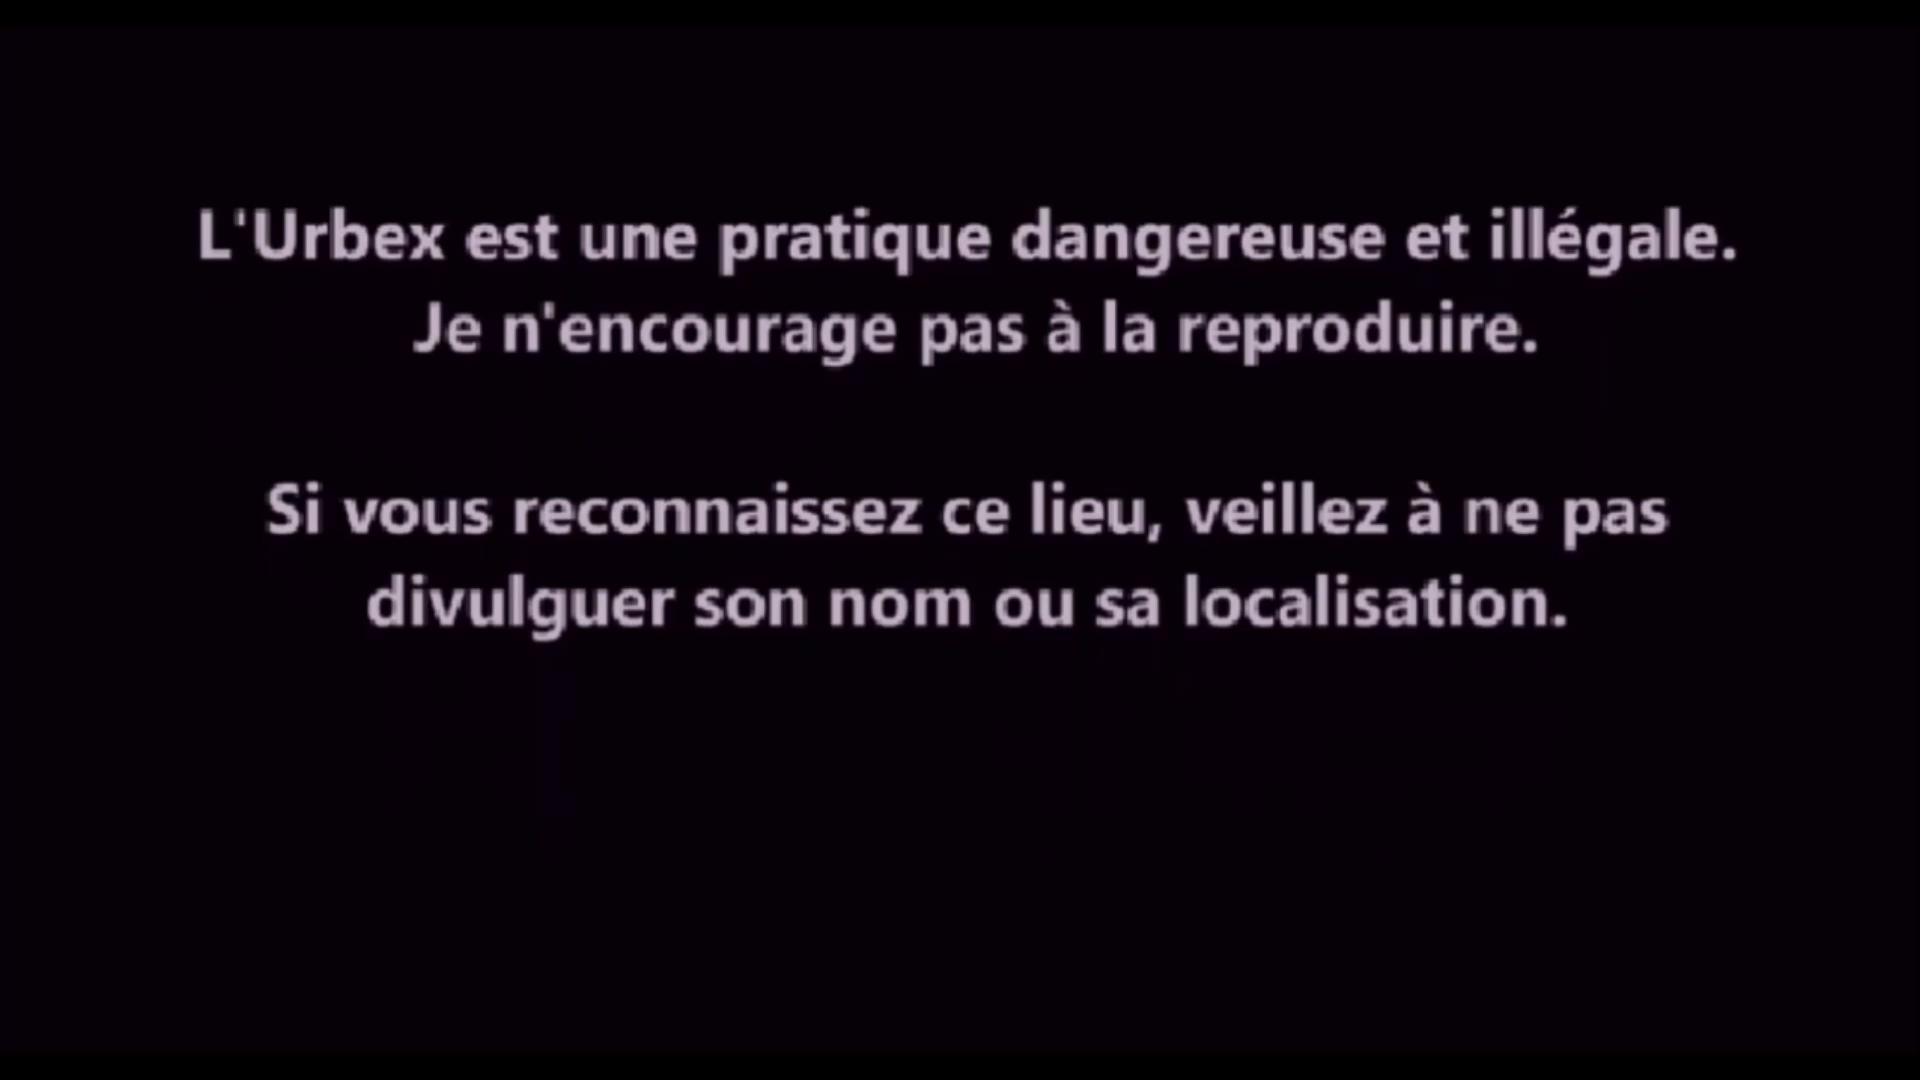 L'Urbex est une pratique dangereuse et illégale.
Je n'encourage pas à la reproduire.
Si vous reconnaissez ce lieu, veillez à ne pas
divulguer son nom ou sa localisation.